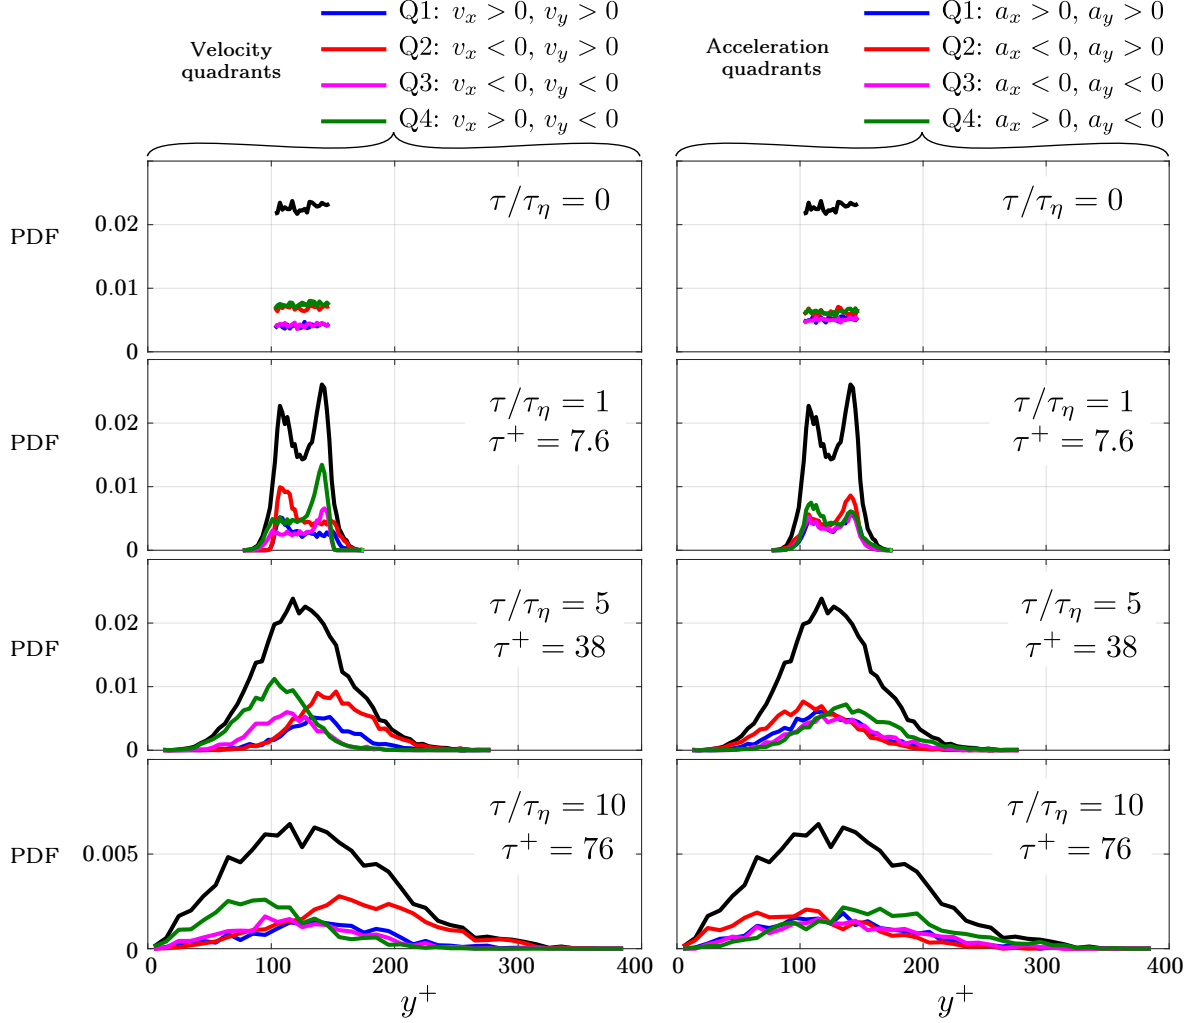 Velocity quadrants
Q1: v_x > 0, v_y > 0
Q2: v_x < 0, v_y > 0
Q3: v_x < 0, v_y < 0
Q4: v_x > 0, v_y < 0
Acceleration quadrants
Q1: a_x > 0, a_y > 0
Q2: a_x < 0, a_y > 0
Q3: a_x < 0, a_y < 0
Q4: a_x > 0, a_y < 0
PDF
0.02
0.01
0
τ/τ_η = 0
τ/τ_η = 0
PDF
0.02
0.01
0
τ/τ_η = 1
τ⁺ = 7.6
τ/τ_η = 1
τ⁺ = 7.6
PDF
0.02
0.01
0
τ/τ_η = 5
τ⁺ = 38
τ/τ_η = 5
τ⁺ = 38
PDF
0.005
0
τ/τ_η = 10
τ⁺ = 76
τ/τ_η = 10
τ⁺ = 76
0 100 200 300 400
y⁺
0 100 200 300 400
y⁺